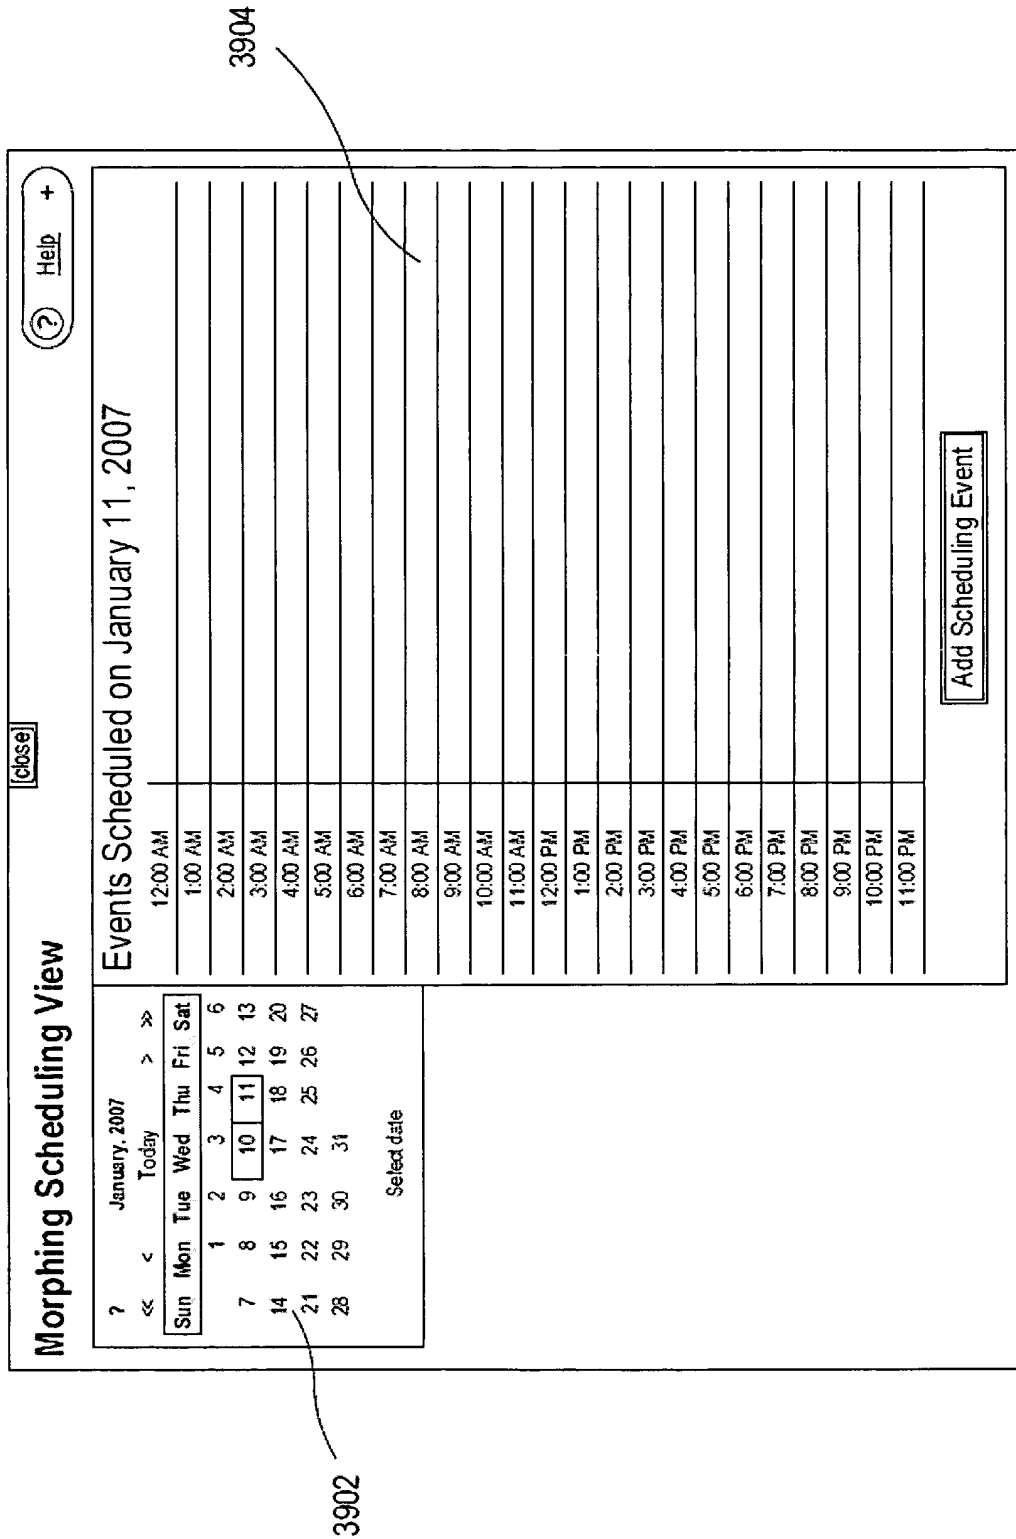 [close]
Morphing Scheduling View
? Help +
? January, 2007
<< < Today > >>
Sun Mon Tue Wed Thu Fri Sat
1 2 3 4 5 6
7 8 9 10 11 12 13
14 15 16 17 18 19 20
21 22 23 24 25 26 27
28 29 30 31
Select date
Events Scheduled on January 11, 2007
12:00 AM
1:00 AM
2:00 AM
3:00 AM
4:00 AM
5:00 AM
6:00 AM
7:00 AM
8:00 AM
9:00 AM
10:00 AM
11:00 AM
12:00 PM
1:00 PM
2:00 PM
3:00 PM
4:00 PM
5:00 PM
6:00 PM
7:00 PM
8:00 PM
9:00 PM
10:00 PM
11:00 PM
Add Scheduling Event
3902
3904